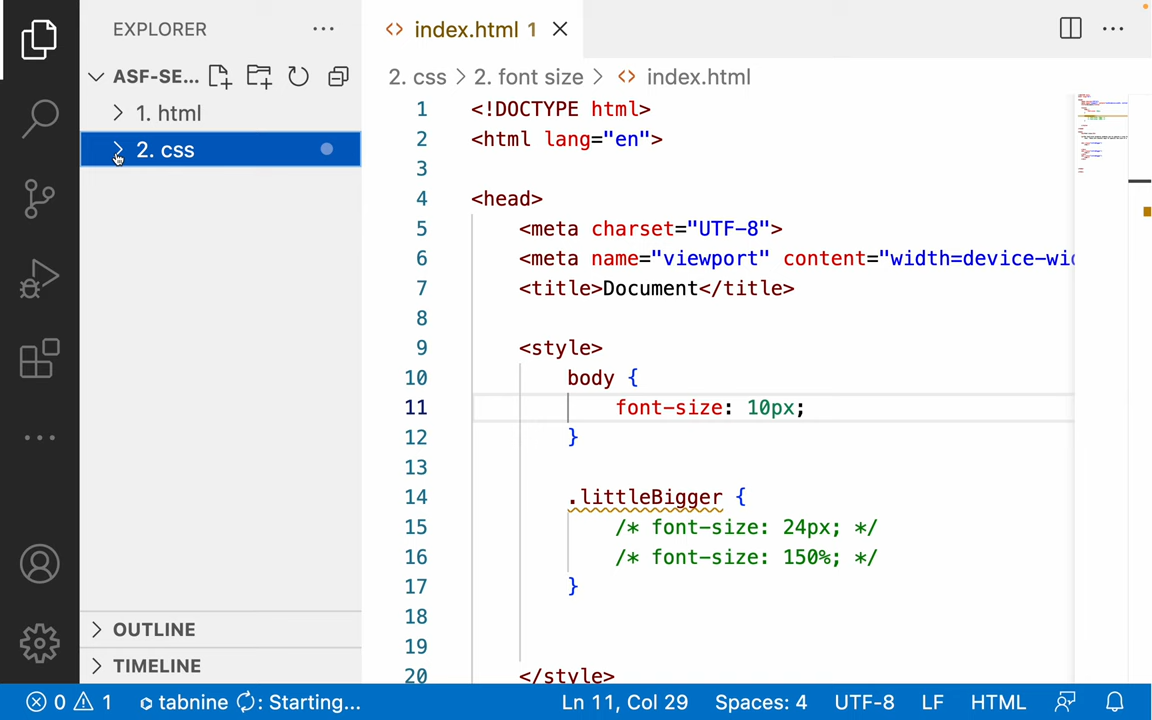 EXPLORER
ASF-SE...
1. html
2. css
OUTLINE
TIMELINE
index.html 1
2. css > 2. font size > <> index.html
1 <!DOCTYPE html>
2 <html lang="en">
3
4 <head>
5 <meta charset="UTF-8">
6 <meta name="viewport" content="width=device-wid
7 <title>Document</title>
8
9 <style>
10 body {
11 font-size: 10px;
12 }
13
14 .littleBigger {
15 /* font-size: 24px; */
16 /* font-size: 150%; */
17 }
18
19
20 </style>
0 1 tabnine : Starting... Ln 11, Col 29 Spaces: 4 UTF-8 LF HTML